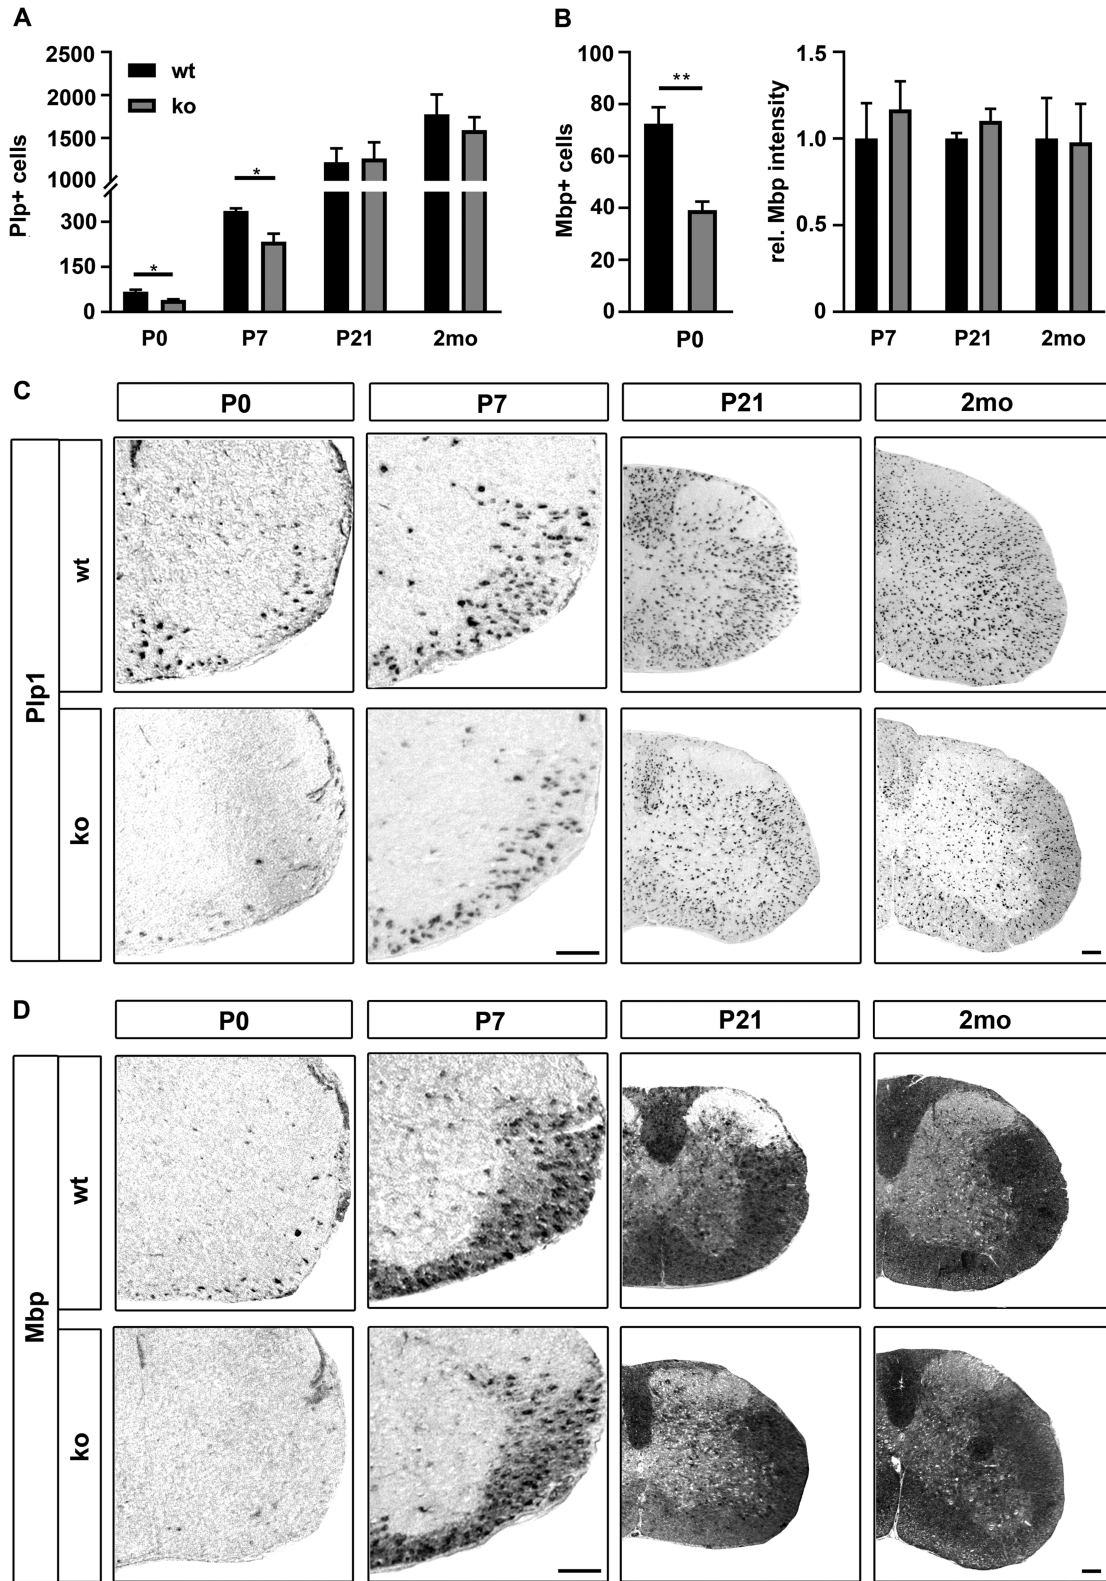 A
2500
2000
1500
1000
300
150
0
Plp+ cells
wt
ko
*
*
P0
P7
P21
2mo
B
100
80
60
40
20
0
Mbp+ cells
**
P0
1.5
1.0
0.5
0
rel. Mbp intensity
P7
P21
2mo
C
P0
P7
P21
2mo
Plp1
wt
ko
D
P0
P7
P21
2mo
Mbp
wt
ko